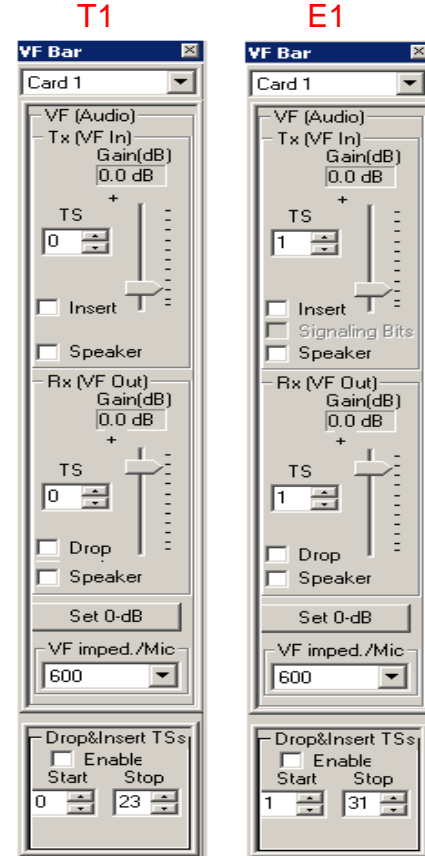 T1
VF Bar
Card 1
VF (Audio)
Tx (VF In)
Gain(dB)
0.0 dB
+
TS
0
-
Insert
Speaker
Rx (VF Out)
Gain(dB)
0.0 dB
+
TS
0
-
Drop
Speaker
Set 0-dB
VF imped./Mic
600
Drop&Insert TSs
Enable
Start Stop
0 23
E1
VF Bar
Card 1
VF (Audio)
Tx (VF In)
Gain(dB)
0.0 dB
+
TS
1
-
Insert
Signaling Bits
Speaker
Rx (VF Out)
Gain(dB)
0.0 dB
+
TS
1
-
Drop
Speaker
Set 0-dB
VF imped./Mic
600
Drop&Insert TSs
Enable
Start Stop
1 31